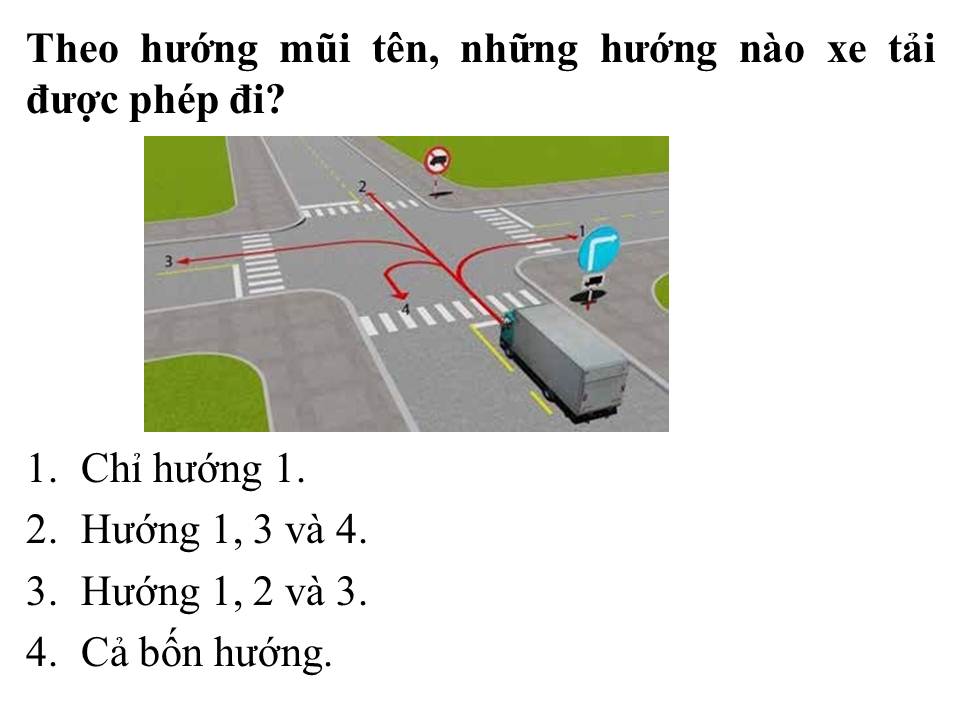 Theo hướng mũi tên, những hướng nào xe tải
được phép đi?
2
1
3
4
1. Chỉ hướng 1.
2. Hướng 1, 3 và 4.
3. Hướng 1, 2 và 3.
4. Cả bốn hướng.